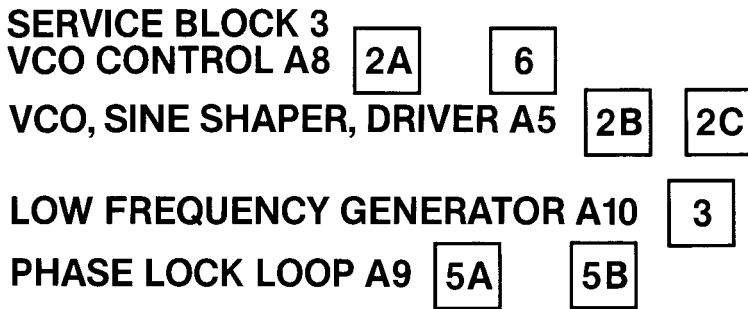 SERVICE BLOCK 3
VCO CONTROL A8 2A 6
VCO, SINE SHAPER, DRIVER A5 2B 2C
LOW FREQUENCY GENERATOR A10 3
PHASE LOCK LOOP A9 5A 5B